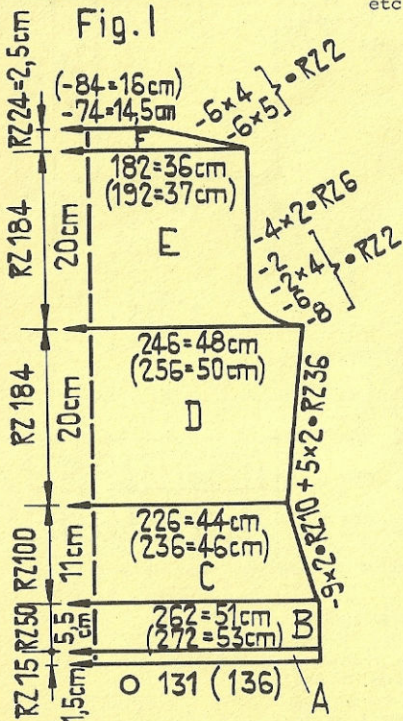 etc
Fig.1
RZ24=2,5cm
(-84=16cm)
-74=14,5cm
-6×4
-6×5 } • RZ2
F
182=36cm
(192=37cm)
RZ184
20cm
E
-4×2•RZ6
-2
-2×4
-6
-8 } • RZ2
246=48cm
(256=50cm)
RZ184
20cm
D
-9×2•RZ10 + 5×2•RZ36
226=44cm
(236=46cm)
RZ100
11cm
C
262=51cm
(272=53cm)
RZ50
5,5
cm
B
RZ15
1,5cm
O 131 (136)
A